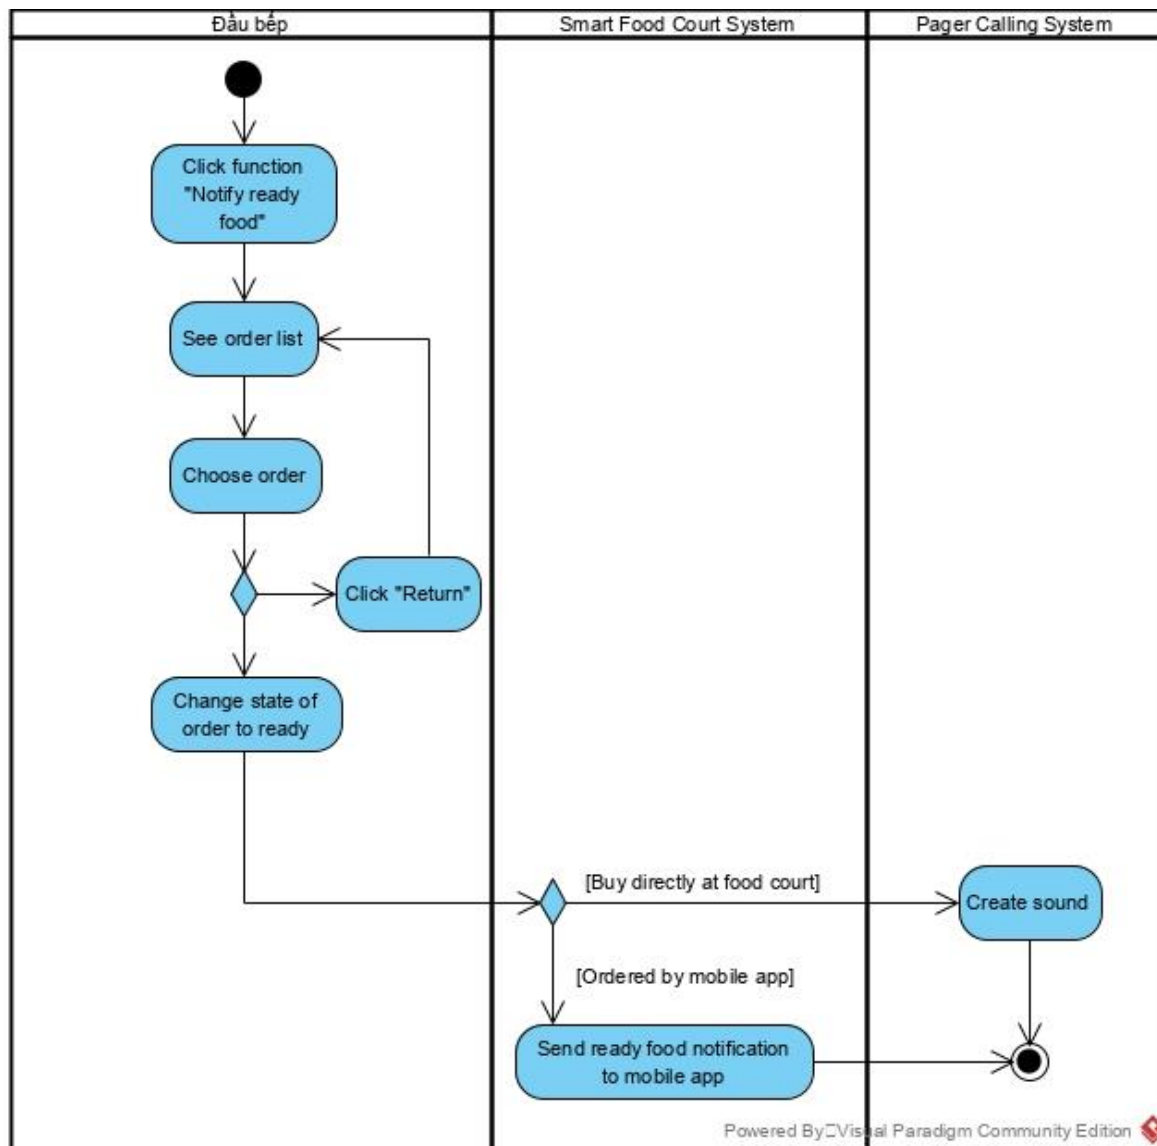 Đầu bếp
Smart Food Court System
Pager Calling System
Click function
"Notify ready
food"
See order list
Choose order
Click "Return"
Change state of
order to ready
[Buy directly at food court]
Create sound
[Ordered by mobile app]
Send ready food notification
to mobile app
Powered By Visual Paradigm Community Edition